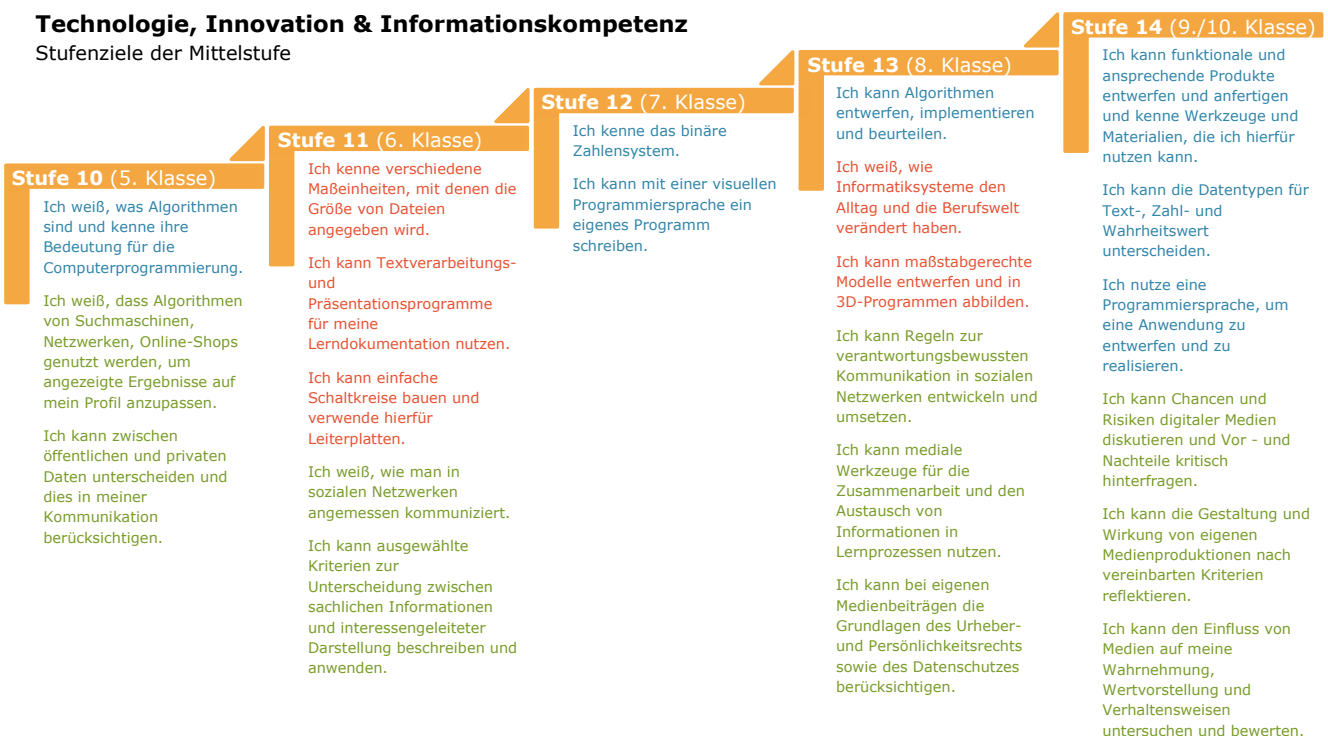 Technologie, Innovation & Informationskompetenz
Stufenziele der Mittelstufe
Stufe 10 (5. Klasse)
Ich weiß, was Algorithmen
sind und kenne ihre
Bedeutung für die
Computerprogrammierung.
Ich weiß, dass Algorithmen
von Suchmaschinen,
Netzwerken, Online-Shops
genutzt werden, um
angezeigte Ergebnisse auf
mein Profil anzupassen.
Ich kann zwischen
öffentlichen und privaten
Daten unterscheiden und
dies in meiner
Kommunikation
berücksichtigen.
Stufe 11 (6. Klasse)
Ich kenne verschiedene
Maßeinheiten, mit denen die
Größe von Dateien
angegeben wird.
Ich kann Textverarbeitungs-
und
Präsentationsprogramme
für meine
Lerndokumentation nutzen.
Ich kann einfache
Schaltkreise bauen und
verwende hierfür
Leiterplatten.
Ich weiß, wie man in
sozialen Netzwerken
angemessen kommuniziert.
Ich kann ausgewählte
Kriterien zur
Unterscheidung zwischen
sachlichen Informationen
und interessengeleiteter
Darstellung beschreiben und
anwenden.
Stufe 12 (7. Klasse)
Ich kenne das binäre
Zahlensystem.
Ich kann mit einer visuellen
Programmiersprache ein
eigenes Programm
schreiben.
Stufe 13 (8. Klasse)
Ich kann Algorithmen
entwerfen, implementieren
und beurteilen.
Ich weiß, wie
Informatiksysteme den
Alltag und die Berufswelt
verändert haben.
Ich kann maßstabgerechte
Modelle entwerfen und in
3D-Programmen abbilden.
Ich kann Regeln zur
verantwortungsbewussten
Kommunikation in sozialen
Netzwerken entwickeln und
umsetzen.
Ich kann mediale
Werkzeuge für die
Zusammenarbeit und den
Austausch von
Informationen in
Lernprozessen nutzen.
Ich kann bei eigenen
Medienbeiträgen die
Grundlagen des Urheber-
und Persönlichkeitsrechts
sowie des Datenschutzes
berücksichtigen.
Stufe 14 (9./10. Klasse)
Ich kann funktionale und
ansprechende Produkte
entwerfen und anfertigen
und kenne Werkzeuge und
Materialien, die ich hierfür
nutzen kann.
Ich kann die Datentypen für
Text-, Zahl- und
Wahrheitswert
unterscheiden.
Ich nutze eine
Programmiersprache, um
eine Anwendung zu
entwerfen und zu
realisieren.
Ich kann Chancen und
Risiken digitaler Medien
diskutieren und Vor - und
Nachteile kritisch
hinterfragen.
Ich kann die Gestaltung und
Wirkung von eigenen
Medienproduktionen nach
vereinbarten Kriterien
reflektieren.
Ich kann den Einfluss von
Medien auf meine
Wahrnehmung,
Wertvorstellung und
Verhaltensweisen
untersuchen und bewerten.